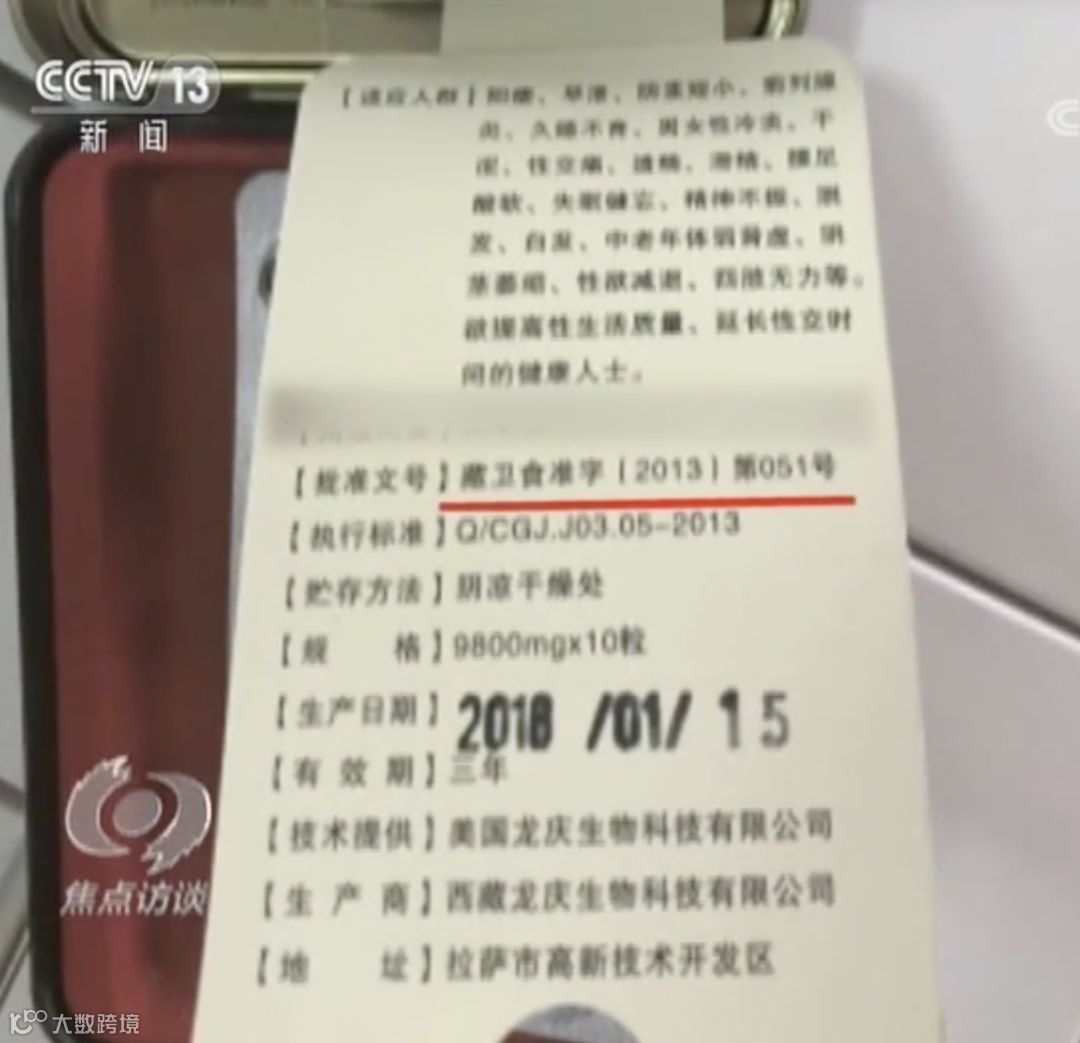 CCTV 13
新闻
【适应人群】阳痿、早泄、阴茎短小、前列腺
炎、久婚不育、男女性冷淡、干
涩、性交痛、遗精、滑精、腰足
酸软、失眠健忘、精神不振、脱
发、白发、中老年体弱肾虚、阴
茎萎缩、性欲减退、四肢无力等。
欲提高性生活质量、延长性交时
间的健康人士。
【批准文号】藏卫食准字（2013）第051号
【执行标准】Q/CGJ.J03.05-2013
【贮存方法】阴凉干燥处
【规 格】9800mgx10粒
【生产日期】2018 /01/ 15
【有 效 期】三年
【技术提供】美国龙庆生物科技有限公司
【生 产 商】西藏龙庆生物科技有限公司
【地 址】拉萨市高新技术开发区
焦点访谈
大数跨境